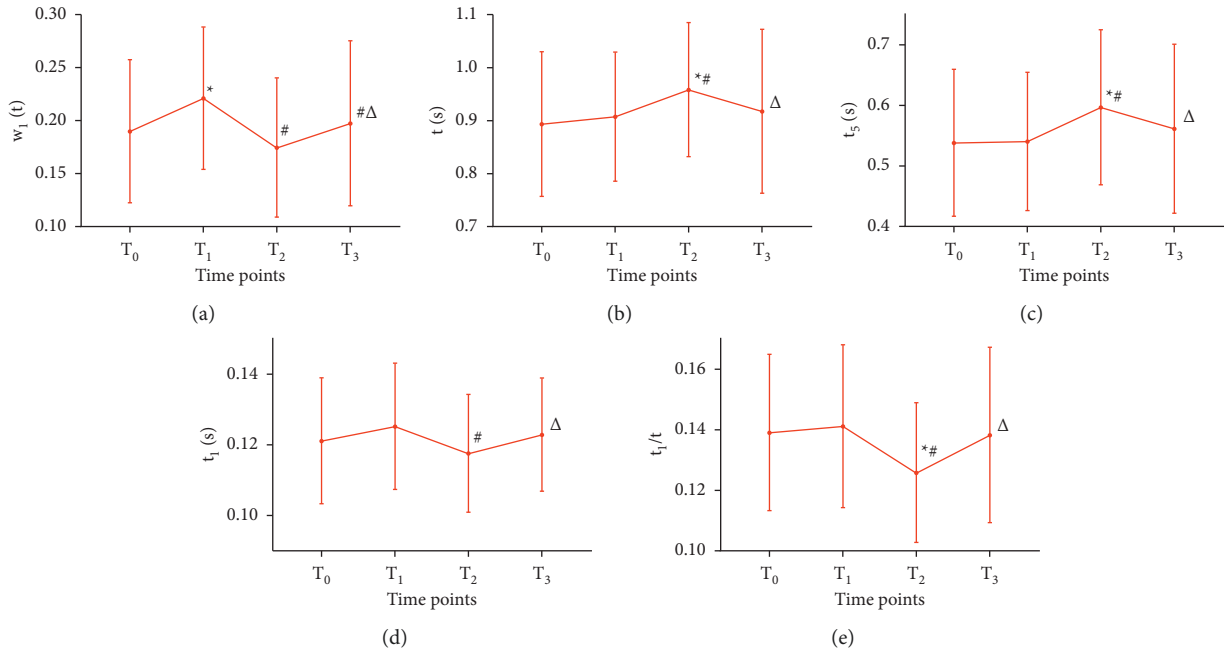 w₁ (t)
0.30
0.25
0.20
0.15
0.10
*
#
#Δ
T₀ T₁ T₂ T₃
Time points
(a)
t (s)
1.1
1.0
0.9
0.8
0.7
*#
Δ
T₀ T₁ T₂ T₃
Time points
(b)
t₅ (s)
0.7
0.6
0.5
0.4
*#
Δ
T₀ T₁ T₂ T₃
Time points
(c)
t₁ (s)
0.14
0.12
0.10
#
Δ
T₀ T₁ T₂ T₃
Time points
(d)
t₁/t
0.16
0.14
0.12
0.10
*#
Δ
T₀ T₁ T₂ T₃
Time points
(e)